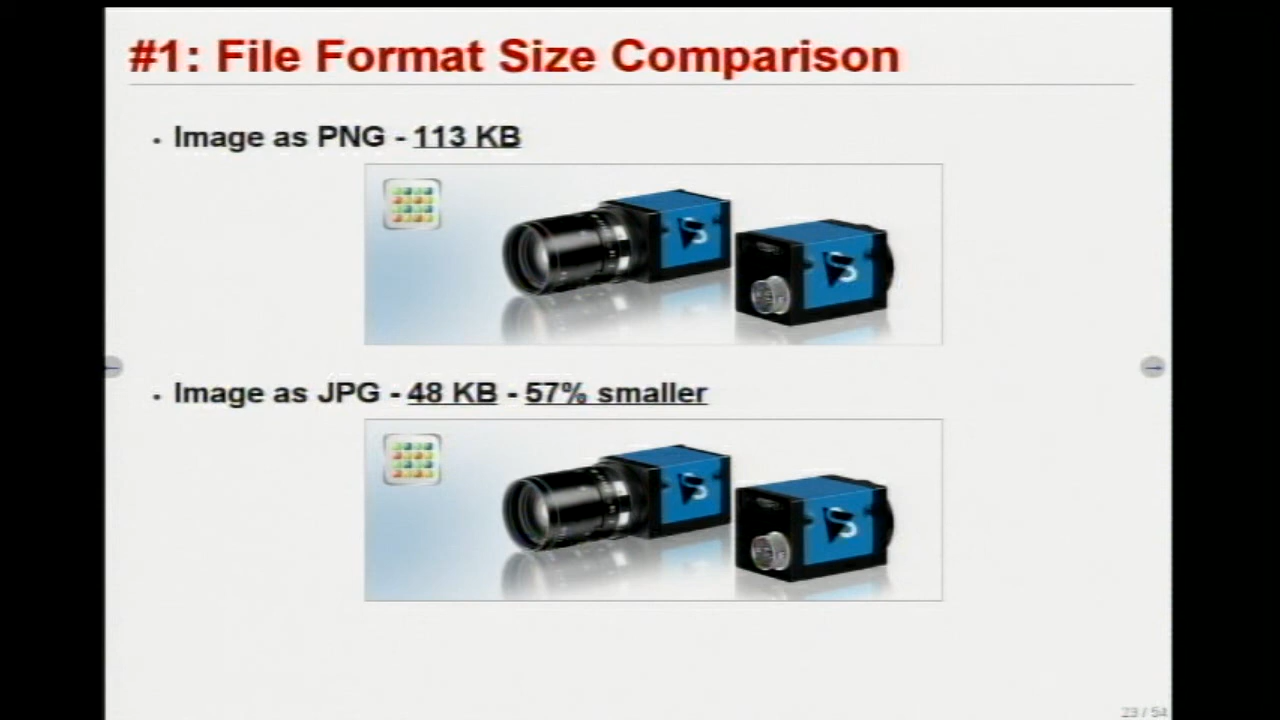 #1: File Format Size Comparison
• Image as PNG - 113 KB
• Image as JPG - 48 KB - 57% smaller
23 / 54